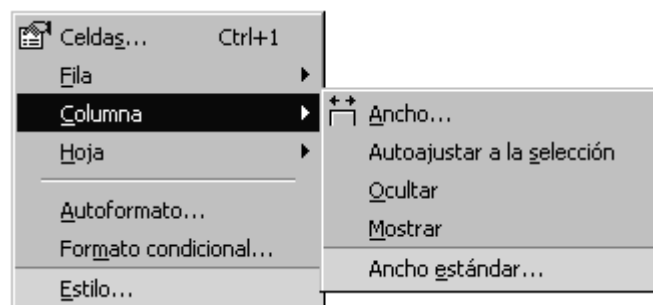 Celdas... Ctrl+1
Fila
Columna
Hoja
Autoformato...
Formato condicional...
Estilo...
Ancho...
Autoajustar a la selección
Ocultar
Mostrar
Ancho estándar...